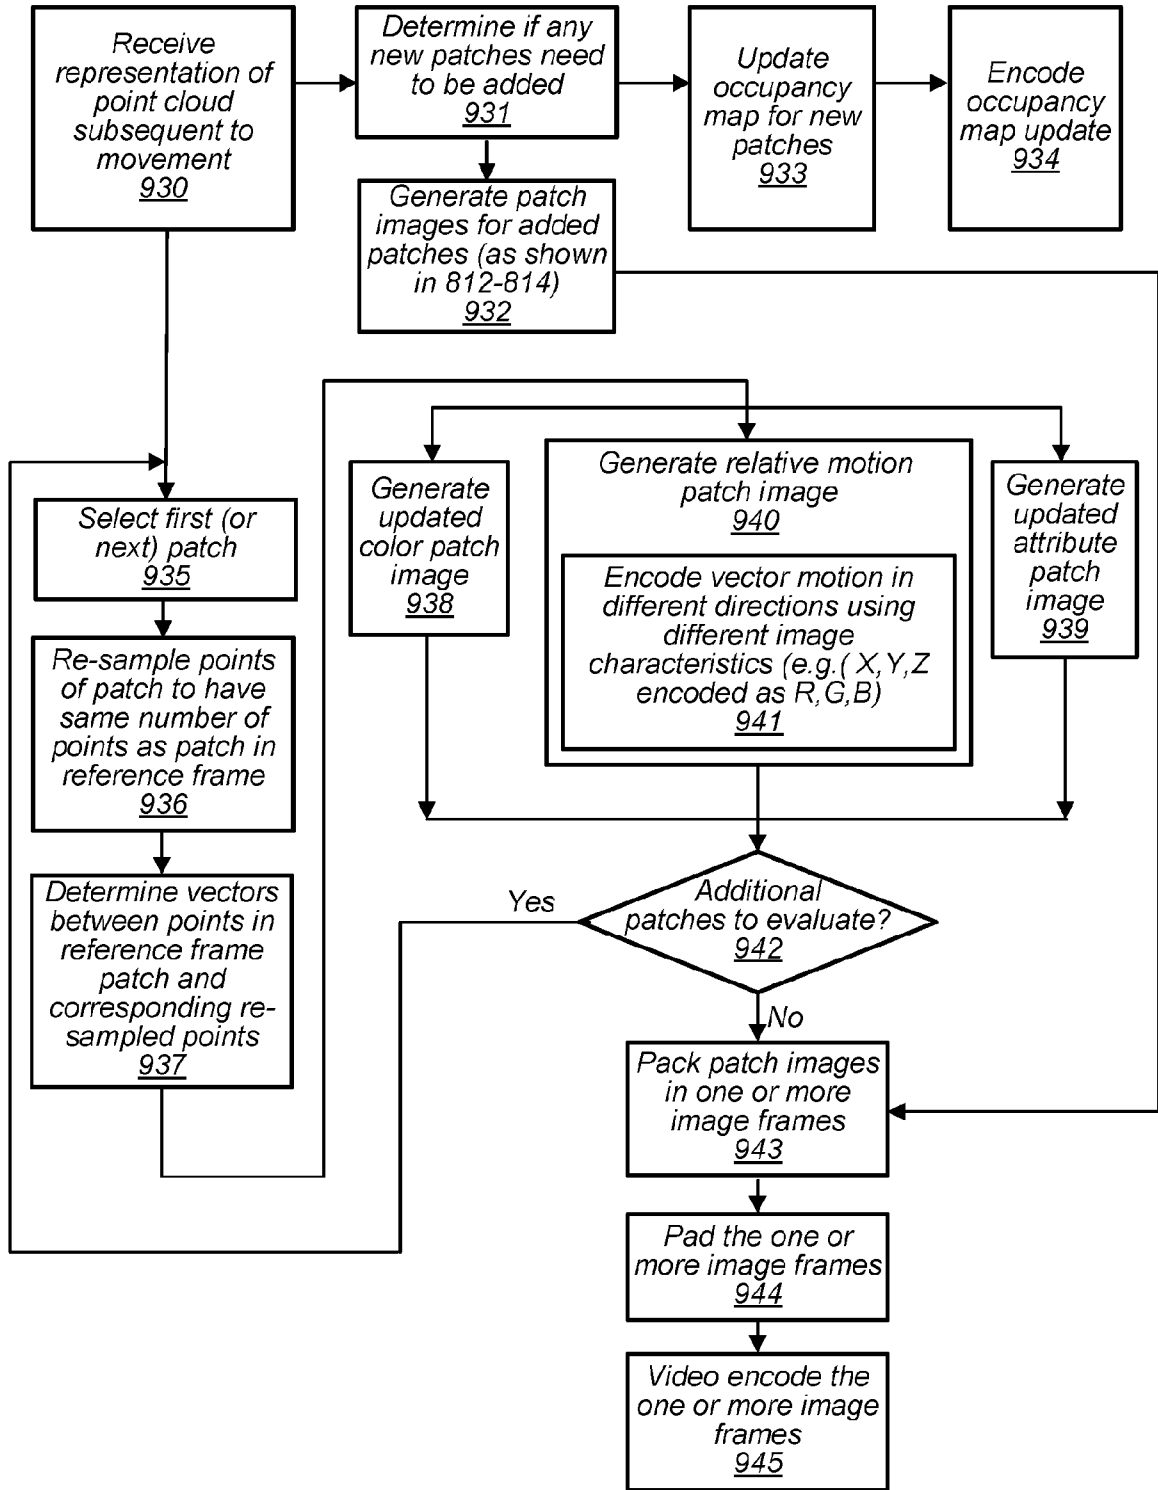 Receive
representation of
point cloud
subsequent to
movement
930
Determine if any
new patches need
to be added
931
Update
occupancy
map for new
patches
933
Encode
occupancy
map update
934
Generate patch
images for added
patches (as shown
in 812-814)
932
Select first (or
next) patch
935
Re-sample points
of patch to have
same number of
points as patch in
reference frame
936
Determine vectors
between points in
reference frame
patch and
corresponding re-
sampled points
937
Generate
updated
color patch
image
938
Generate relative motion
patch image
940
Encode vector motion in
different directions using
different image
characteristics (e.g.( X,Y,Z
encoded as R,G,B)
941
Generate
updated
attribute
patch
image
939
Additional
patches to evaluate?
942
Yes
No
Pack patch images
in one or more
image frames
943
Pad the one or
more image frames
944
Video encode the
one or more image
frames
945